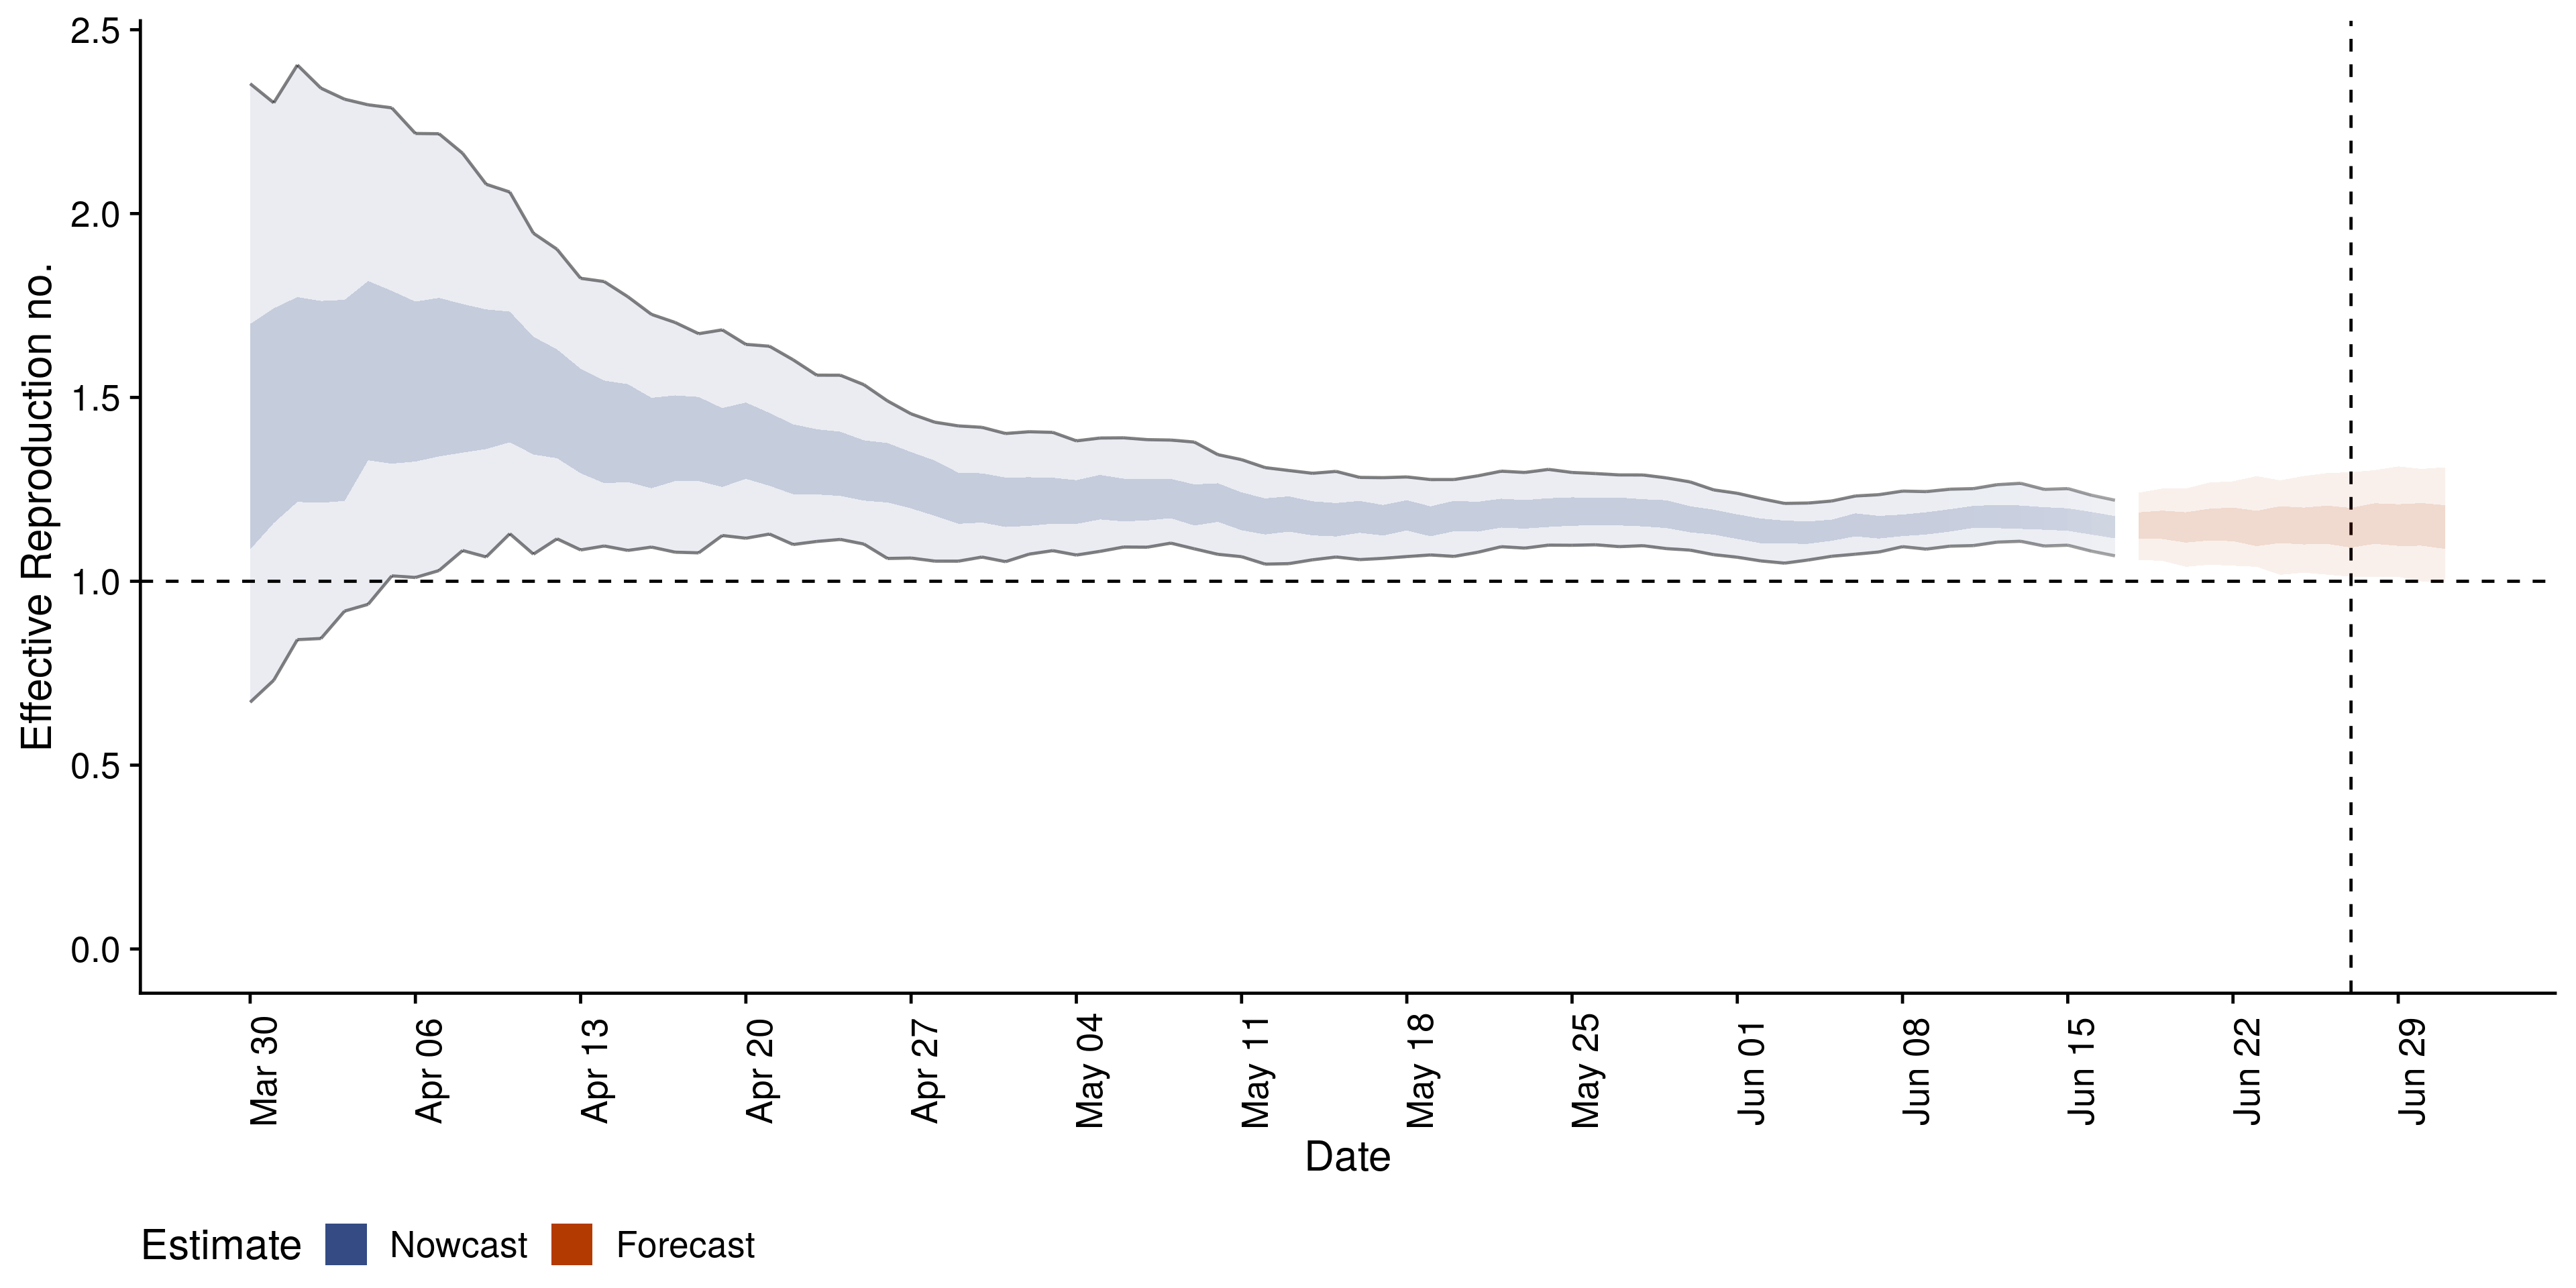 Effective Reproduction no.
2.5
2.0
1.5
1.0
0.5
0.0
Mar 30
Apr 06
Apr 13
Apr 20
Apr 27
May 04
May 11
May 18
May 25
Jun 01
Jun 08
Jun 15
Jun 22
Jun 29
Date
Estimate Nowcast Forecast